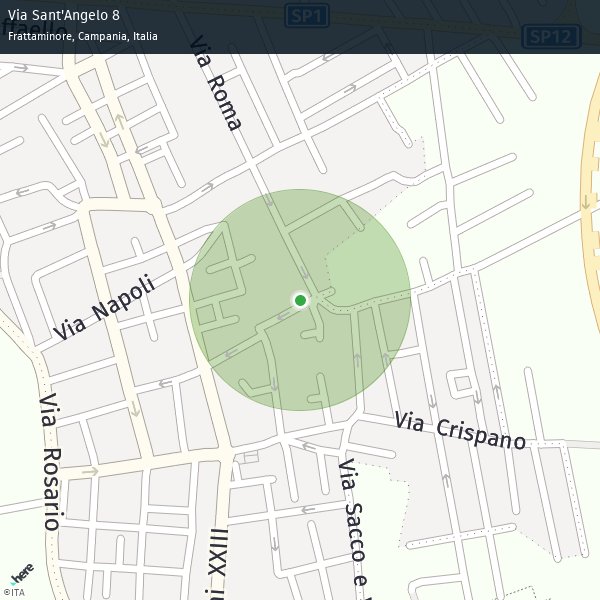 Via Sant'Angelo 8
Frattaminore, Campania, Italia
SP1
SP12
Via Roma
Via Napoli
Via Rosario
Via Crispano
Via Sacco e
XXIII
here
©ITA